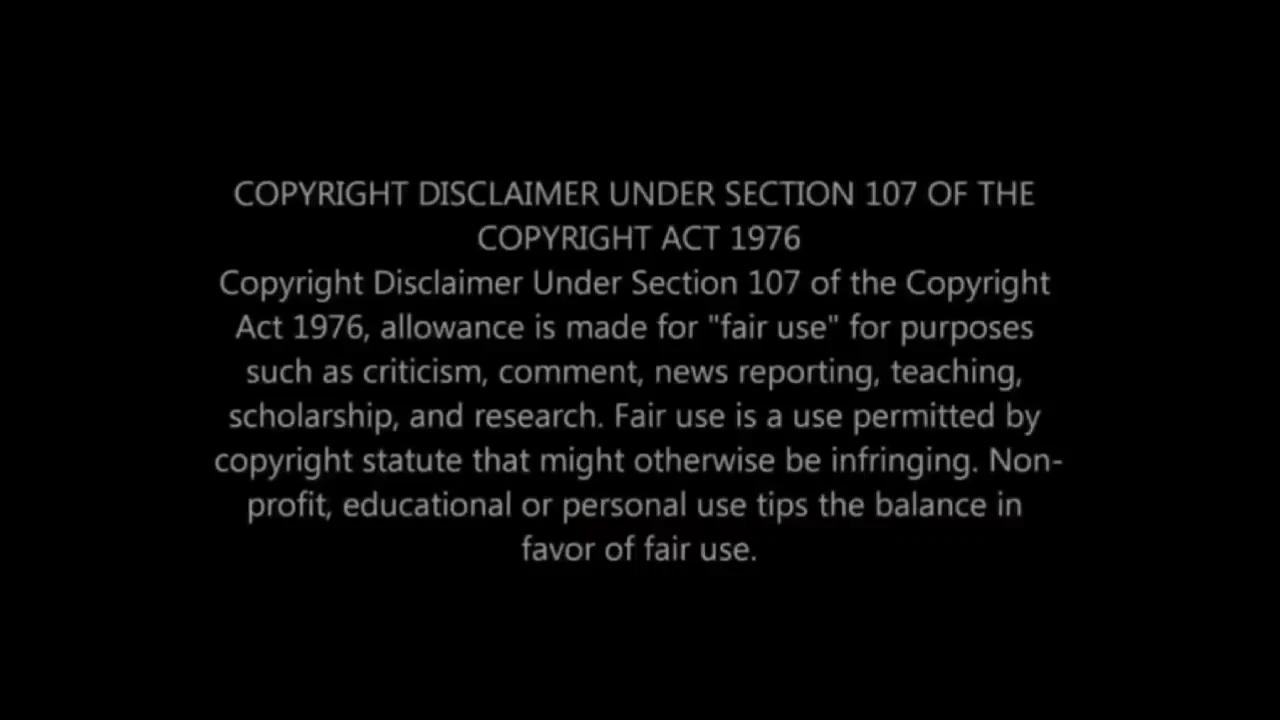 COPYRIGHT DISCLAIMER UNDER SECTION 107 OF THE
COPYRIGHT ACT 1976
Copyright Disclaimer Under Section 107 of the Copyright
Act 1976, allowance is made for "fair use" for purposes
such as criticism, comment, news reporting, teaching,
scholarship, and research. Fair use is a use permitted by
copyright statute that might otherwise be infringing. Non-
profit, educational or personal use tips the balance in
favor of fair use.